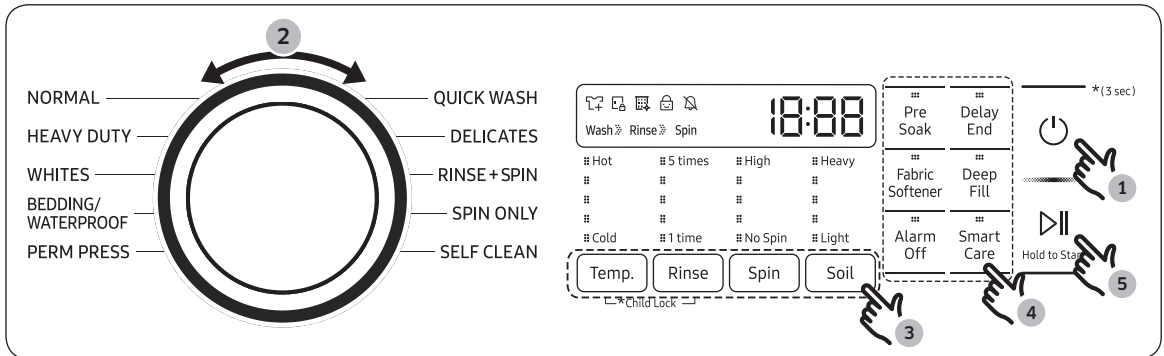 2
NORMAL
HEAVY DUTY
WHITES
BEDDING/
WATERPROOF
PERM PRESS
QUICK WASH
DELICATES
RINSE+SPIN
SPIN ONLY
SELF CLEAN
18:88
Wash Rinse Spin
Hot 5 times High Heavy
Cold 1 time No Spin Light
Temp. Rinse Spin Soil
*Child Lock
3
Pre
Soak
Delay
End
Fabric
Softener
Deep
Fill
Alarm
Off
Smart
Care
4
*(3 sec)
1
Hold to
5